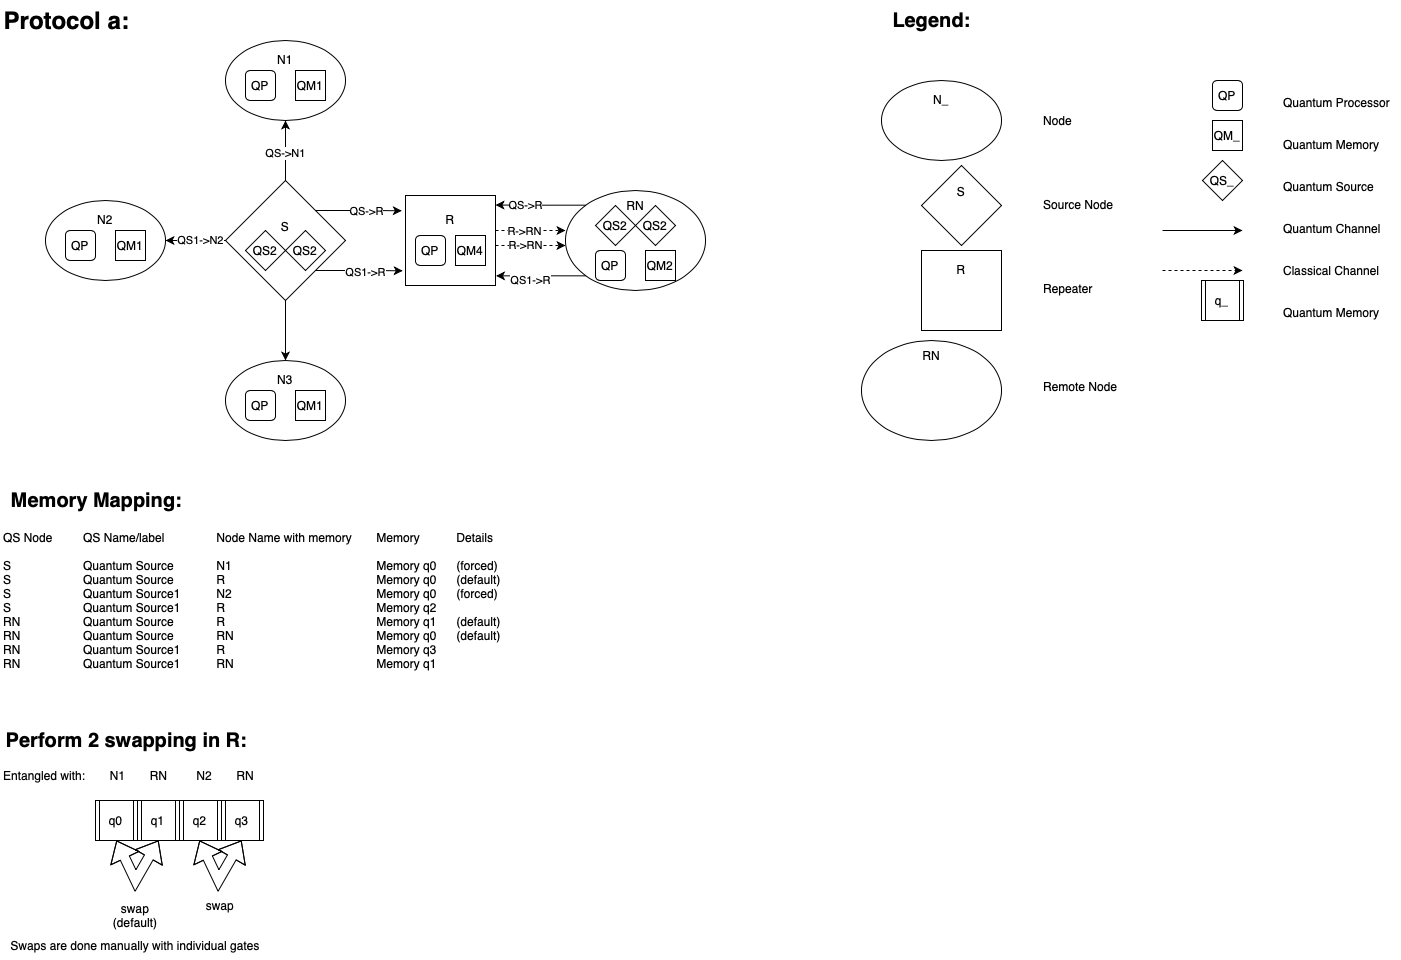 Protocol a:
Legend:
N1
QP
QM1
QS->N1
N2
QP
QM1
QS1->N2
S
QS2
QS2
QS->R
QS1->R
R
QP
QM4
QS->R
R->RN
R->RN
QS1->R
RN
QS2
QS2
QP
QM2
N3
QP
QM1
N_
Node
S
Source Node
R
Repeater
RN
Remote Node
QP
Quantum Processor
QM_
Quantum Memory
QS_
Quantum Source
Quantum Channel
Classical Channel
q_
Quantum Memory
Memory Mapping:
QS Node QS Name/label Node Name with memory Memory Details
S Quantum Source N1 Memory q0 (forced)
S Quantum Source R Memory q0 (default)
S Quantum Source1 N2 Memory q0 (forced)
S Quantum Source1 R Memory q2
RN Quantum Source R Memory q1 (default)
RN Quantum Source RN Memory q0 (default)
RN Quantum Source1 R Memory q3
RN Quantum Source1 RN Memory q1
Perform 2 swapping in R:
Entangled with: N1 RN N2 RN
q0 q1 q2 q3
swap
(default)
swap
Swaps are done manually with individual gates